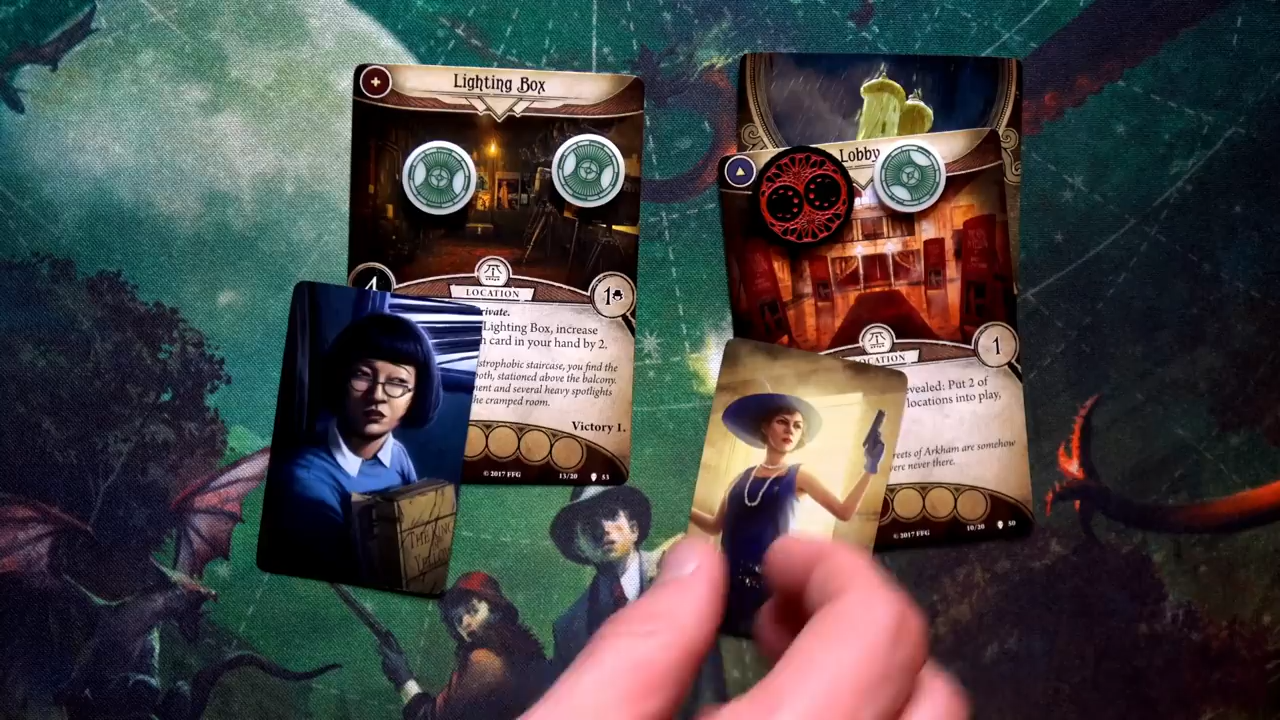 Lighting Box
4
LOCATION
1
rivate.
Lighting Box, increase
card in your hand by 2.
strophobic staircase, you find the
ooth, stationed above the balcony.
ment and several heavy spotlights
the cramped room.
Victory 1.
© 2017 FFG
13/20
53
THE KING
Lobby
LOCATION
1
evealed: Put 2 of
locations into play,
reets of Arkham are somehow
were never there.
© 2017 FFG
10/20
50